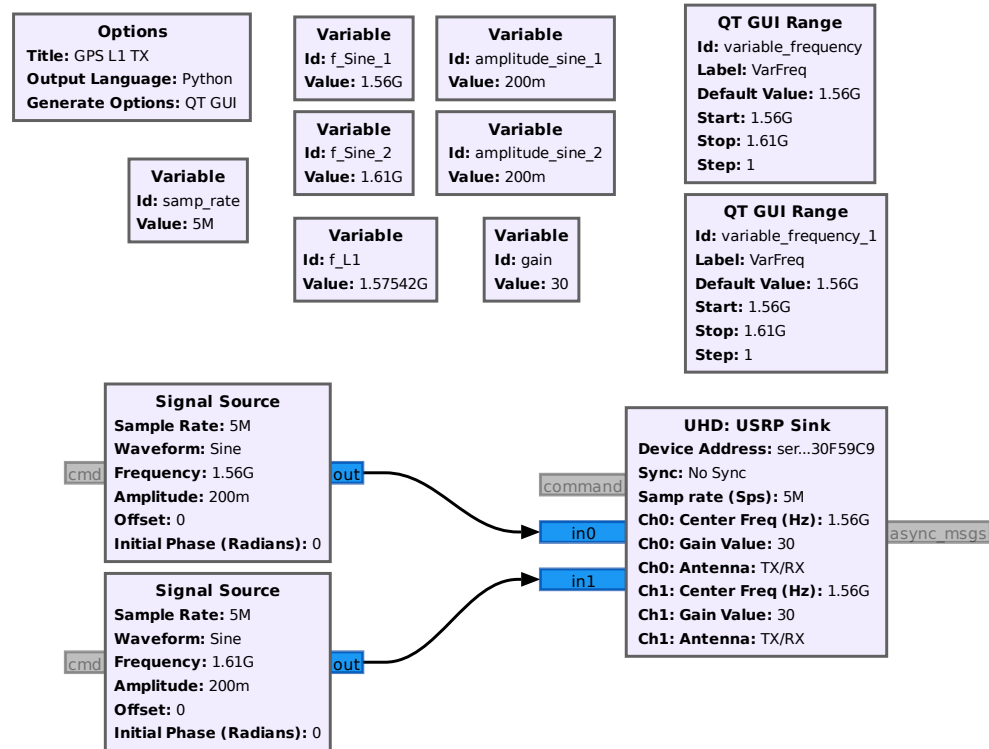 Options
Title: GPS L1 TX
Output Language: Python
Generate Options: QT GUI
Variable
Id: f_Sine_1
Value: 1.56G
Variable
Id: amplitude_sine_1
Value: 200m
QT GUI Range
Id: variable_frequency
Label: VarFreq
Default Value: 1.56G
Start: 1.56G
Stop: 1.61G
Step: 1
Variable
Id: f_Sine_2
Value: 1.61G
Variable
Id: amplitude_sine_2
Value: 200m
Variable
Id: samp_rate
Value: 5M
QT GUI Range
Id: variable_frequency_1
Label: VarFreq
Default Value: 1.56G
Start: 1.56G
Stop: 1.61G
Step: 1
Variable
Id: f_L1
Value: 1.57542G
Variable
Id: gain
Value: 30
Signal Source
Sample Rate: 5M
Waveform: Sine
Frequency: 1.56G
Amplitude: 200m
Offset: 0
Initial Phase (Radians): 0
cmd
out
Signal Source
Sample Rate: 5M
Waveform: Sine
Frequency: 1.61G
Amplitude: 200m
Offset: 0
Initial Phase (Radians): 0
cmd
out
command
in0
in1
UHD: USRP Sink
Device Address: ser...30F59C9
Sync: No Sync
Samp rate (Sps): 5M
Ch0: Center Freq (Hz): 1.56G
Ch0: Gain Value: 30
Ch0: Antenna: TX/RX
Ch1: Center Freq (Hz): 1.56G
Ch1: Gain Value: 30
Ch1: Antenna: TX/RX
async_msgs